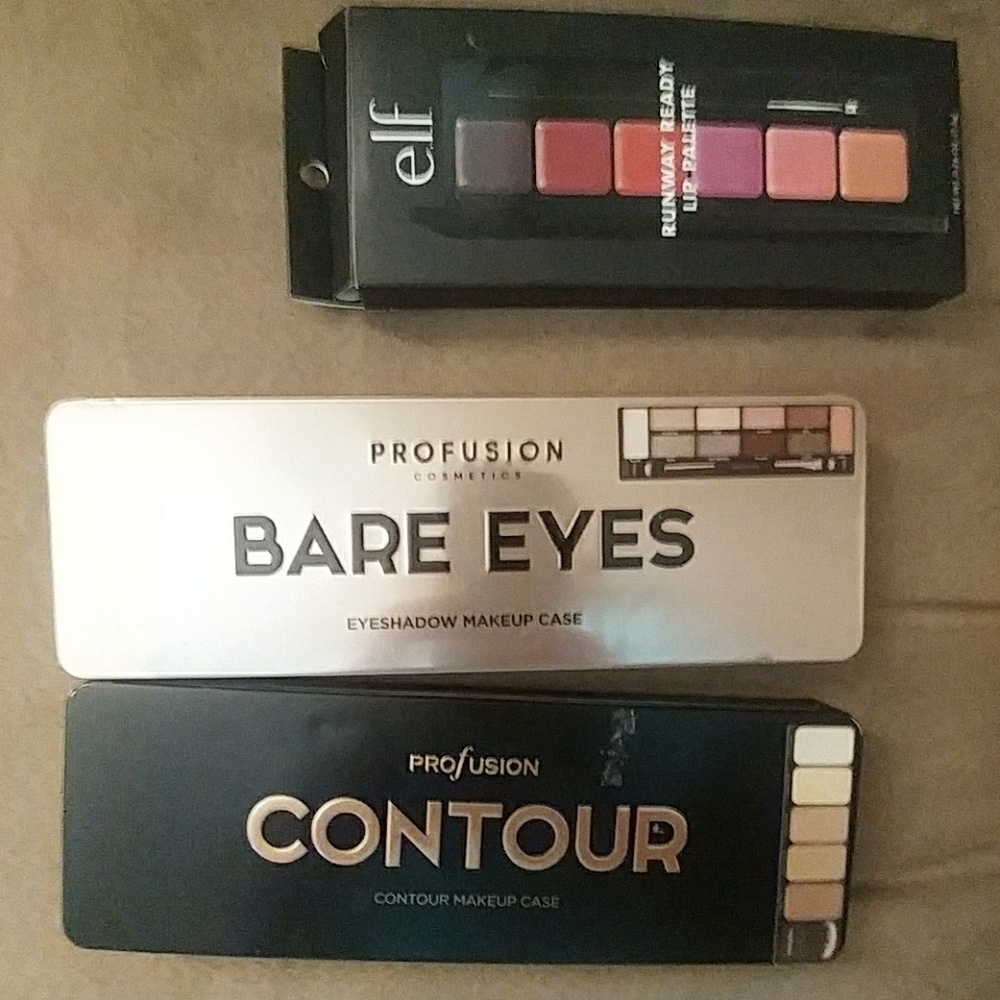 e.l.f.
RUNWAY READY
LIP PALETTE
PROFUSION
COSMETICS
BARE EYES
EYESHADOW MAKEUP CASE
PROFUSION
CONTOUR
CONTOUR MAKEUP CASE